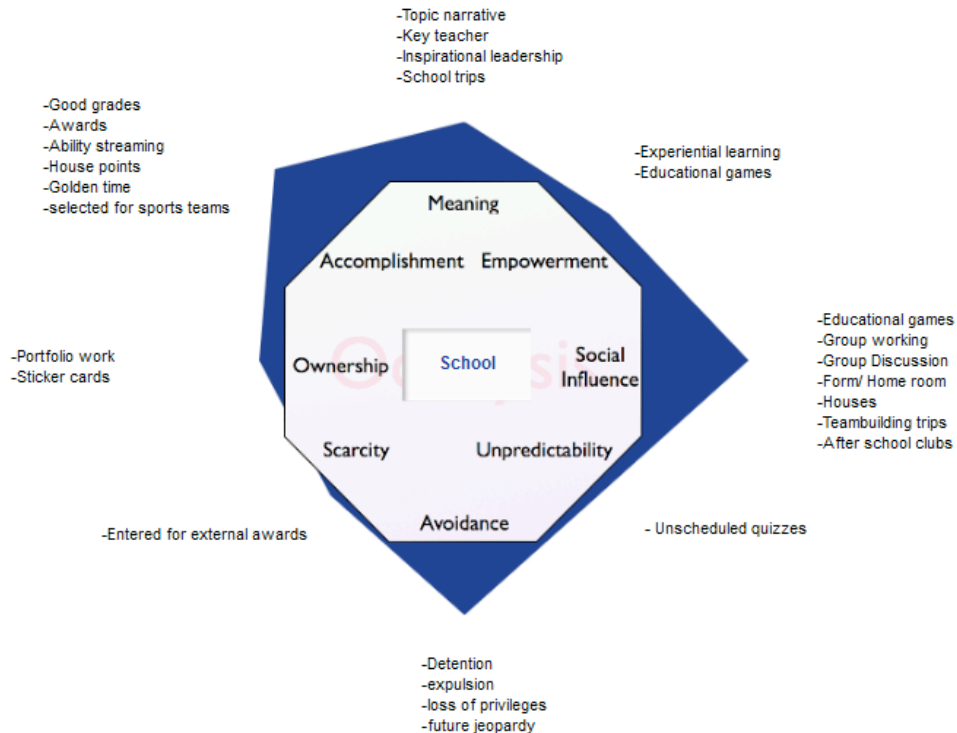 -Topic narrative
-Key teacher
-Inspirational leadership
-School trips
-Good grades
-Awards
-Ability streaming
-House points
-Golden time
-selected for sports teams
-Experiential learning
-Educational games
Meaning
Accomplishment
Empowerment
-Portfolio work
-Sticker cards
Ownership
School
Social
Influence
-Educational games
-Group working
-Group Discussion
-Form/ Home room
-Houses
-Teambuilding trips
-After school clubs
Scarcity
Unpredictability
Avoidance
-Entered for external awards
- Unscheduled quizzes
-Detention
-expulsion
-loss of privileges
-future jeopardy